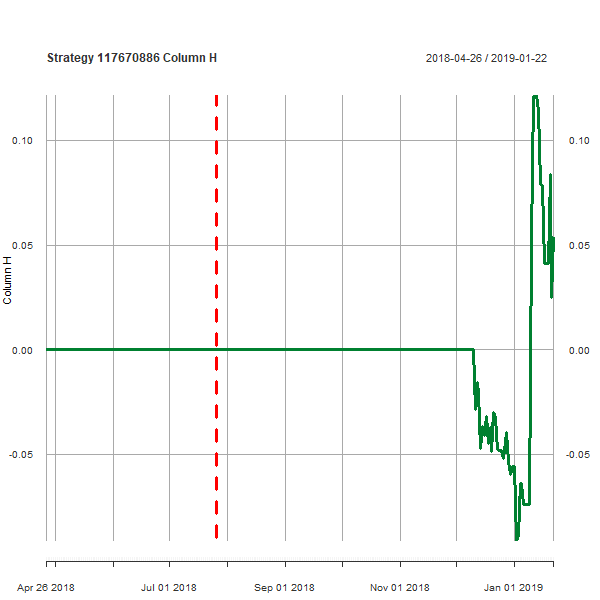 Strategy 117670886 Column H 2018-04-26 / 2019-01-22
0.10 0.10
0.05 0.05
Column H
0.00 0.00
-0.05 -0.05
Apr 26 2018 Jul 01 2018 Sep 01 2018 Nov 01 2018 Jan 01 2019